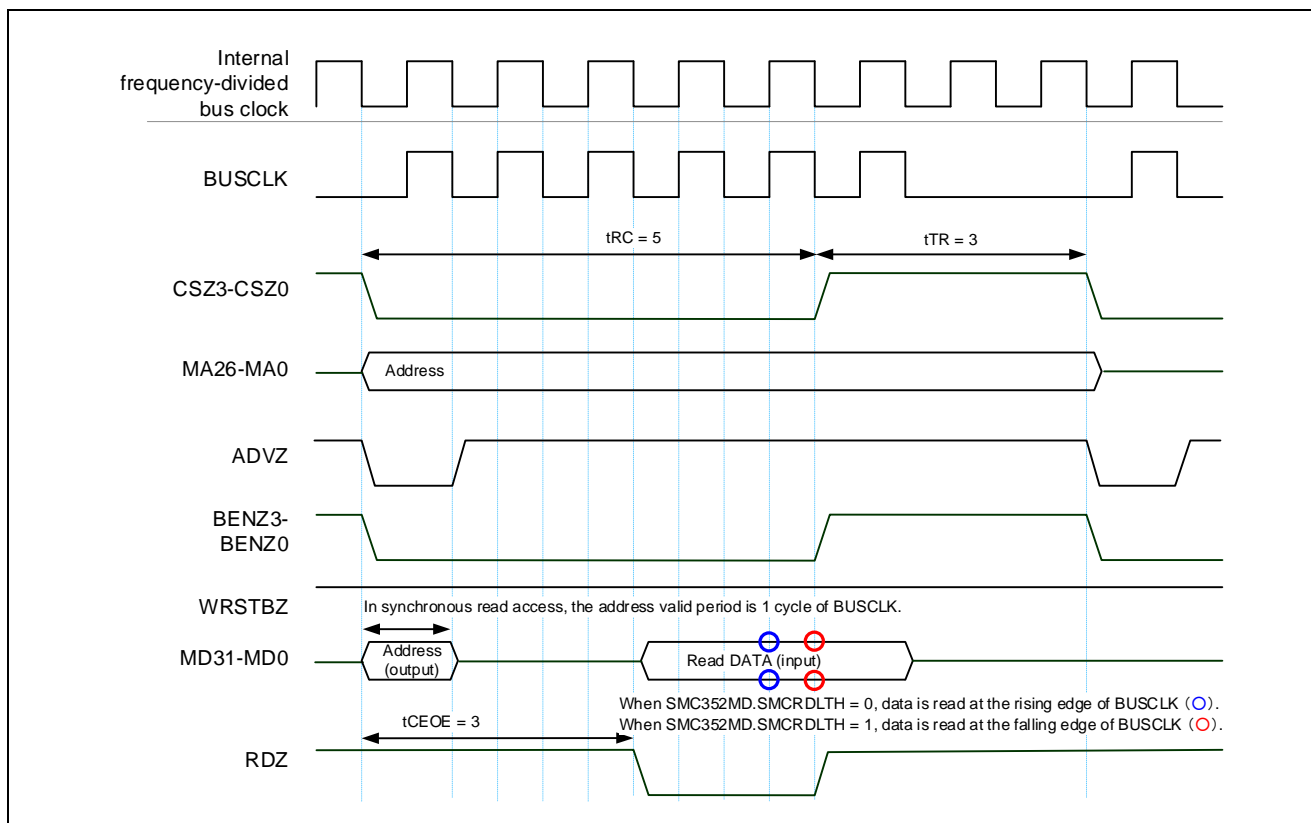 Internal
frequency-divided
bus clock
BUSCLK
tRC = 5
tTR = 3
CSZ3-CSZ0
MA26-MA0
Address
ADVZ
BENZ3-
BENZ0
WRSTBZ
In synchronous read access, the address valid period is 1 cycle of BUSCLK.
MD31-MD0
Address
(output)
Read DATA (input)
When SMC352MD.SMCRDLTH = 0, data is read at the rising edge of BUSCLK (○).
When SMC352MD.SMCRDLTH = 1, data is read at the falling edge of BUSCLK (○).
tCEOE = 3
RDZ